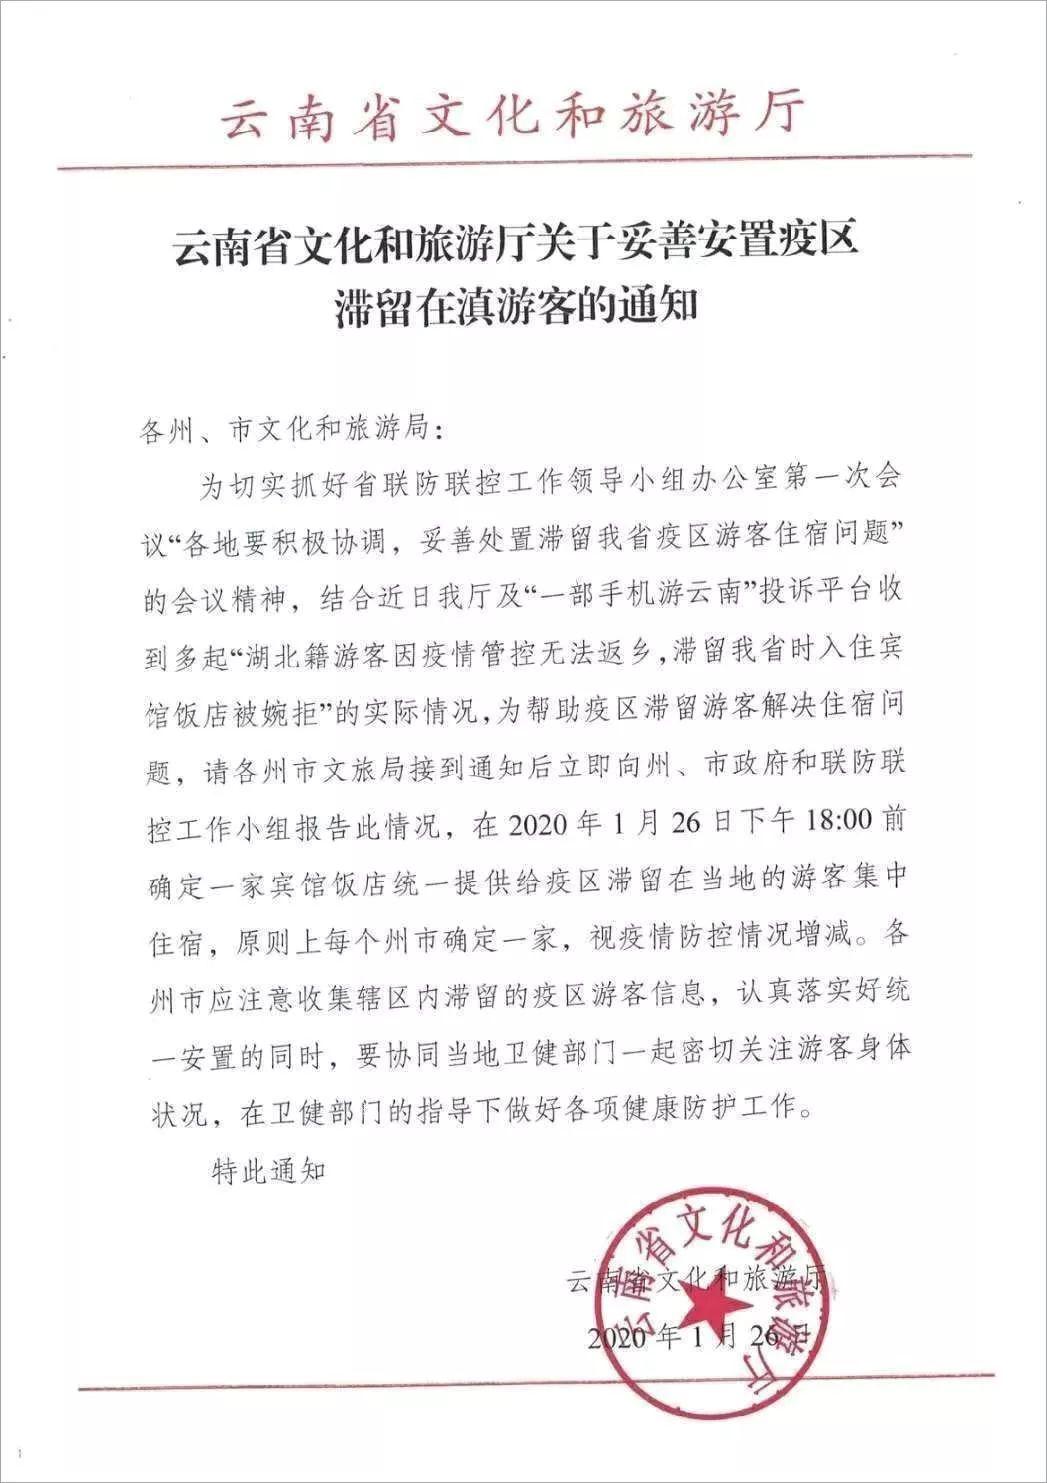 云南省文化和旅游厅
云南省文化和旅游厅关于妥善安置疫区
滞留在滇游客的通知
各州、市文化和旅游局：
为切实抓好省联防联控工作领导小组办公室第一次会
议“各地要积极协调，妥善处置滞留我省疫区游客住宿问题”
的会议精神，结合近日我厅及“一部手机游云南”投诉平台收
到多起“湖北籍游客因疫情管控无法返乡，滞留我省时入住宾
馆饭店被婉拒”的实际情况，为帮助疫区滞留游客解决住宿问
题，请各州市文旅局接到通知后立即向州、市政府和联防联
控工作小组报告此情况，在2020年1月26日下午18:00前
确定一家宾馆饭店统一提供给疫区滞留在当地的游客集中
住宿，原则上每个州市确定一家，视疫情防控情况增减。各
州市应注意收集辖区内滞留的疫区游客信息，认真落实好统
一安置的同时，要协同当地卫健部门一起密切关注游客身体
状况，在卫健部门的指导下做好各项健康防护工作。
特此通知
云南省文化和旅游厅
2020年1月26日
云南省文化和旅游厅